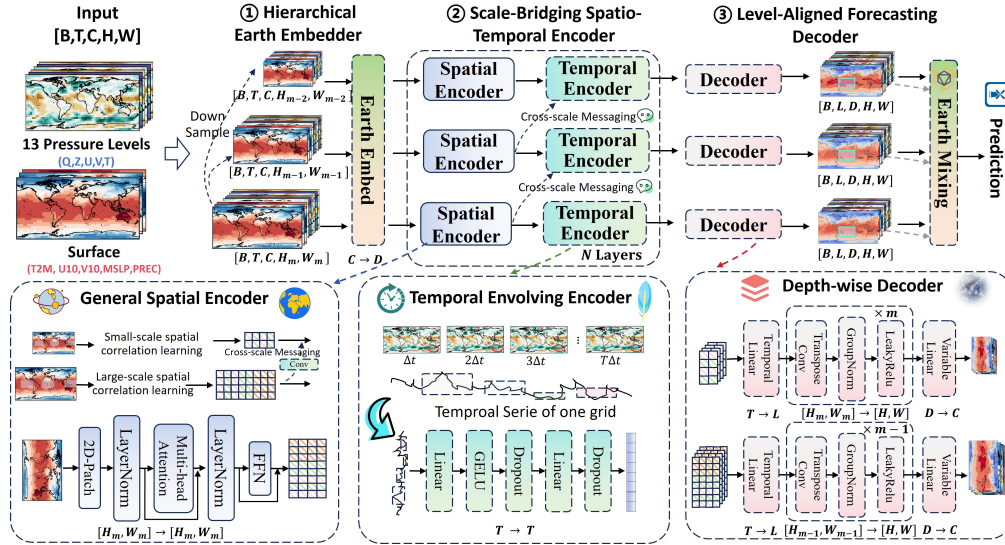 Input
[B,T,C,H,W]
13 Pressure Levels
(Q,Z,U,V,T)
Surface
(T2M, U10,V10,MSLP,PREC)
① Hierarchical
Earth Embedder
Down
Sample
[B, T, C, H_{m-2}, W_{m-2}]
[B, T, C, H_{m-1}, W_{m-1}]
[B, T, C, H_m, W_m]
Earth Embed
C → D
② Scale-Bridging Spatio-
Temporal Encoder
Spatial
Encoder
Temporal
Encoder
Cross-scale Messaging
Spatial
Encoder
Temporal
Encoder
Cross-scale Messaging
Spatial
Encoder
Temporal
Encoder
N Layers
③ Level-Aligned Forecasting
Decoder
Decoder
[B, L, D, H, W]
Decoder
[B, L, D, H, W]
Decoder
[B, L, D, H, W]
Earth Mixing
Prediction
General Spatial Encoder
Small-scale spatial
correlation learning
Cross-scale Messaging
Conv
Large-scale spatial
correlation learning
2D-Patch
LayerNorm
Multi-head
Attention
LayerNorm
FFN
[H_m, W_m] → [H_m, W_m]
Temporal Envolving Encoder
Δt
2Δt
3Δt
...
TΔt
Temproal Serie of one grid
Linear
GELU
Dropout
Linear
Dropout
T → T
Depth-wise Decoder
× m
Temporal
Linear
Transpose
Conv
GroupNorm
LeakyRelu
Variable
Linear
T → L
[H_m, W_m] → [H, W]
D → C
× m − 1
Temporal
Linear
Transpose
Conv
GroupNorm
LeakyRelu
Variable
Linear
T → L
[H_{m-1}, W_{m-1}] → [H, W]
D → C